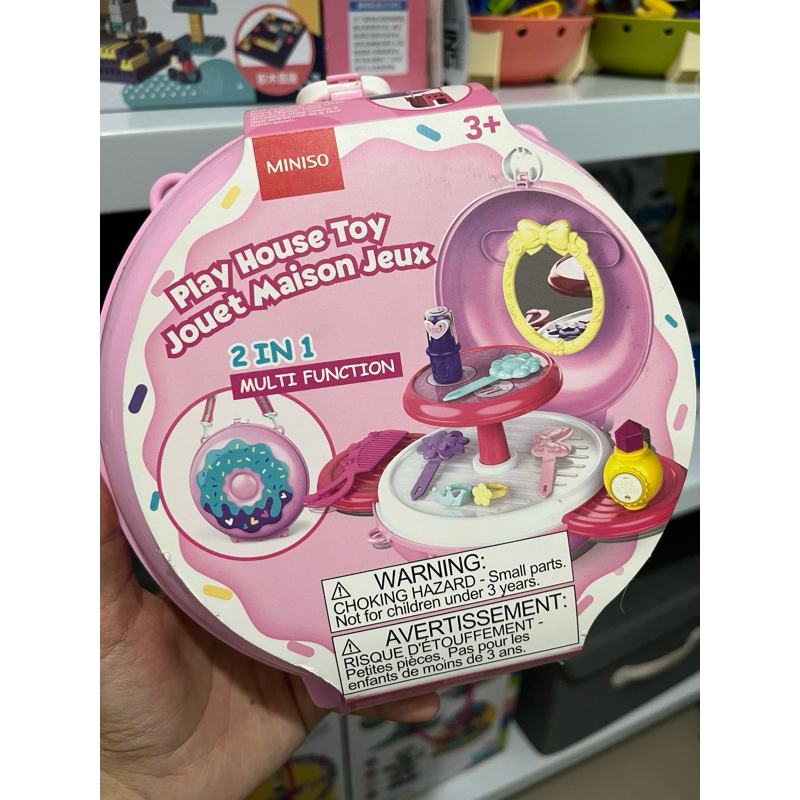 3+
MINISO
Play House Toy
Jouet Maison Jeux
2 IN 1
MULTI FUNCTION
WARNING:
CHOKING HAZARD - Small parts.
Not for children under 3 years.
AVERTISSEMENT:
RISQUE D'ÉTOUFFEMENT -
Petites pièces. Pas pour les
enfants de moins de 3 ans.